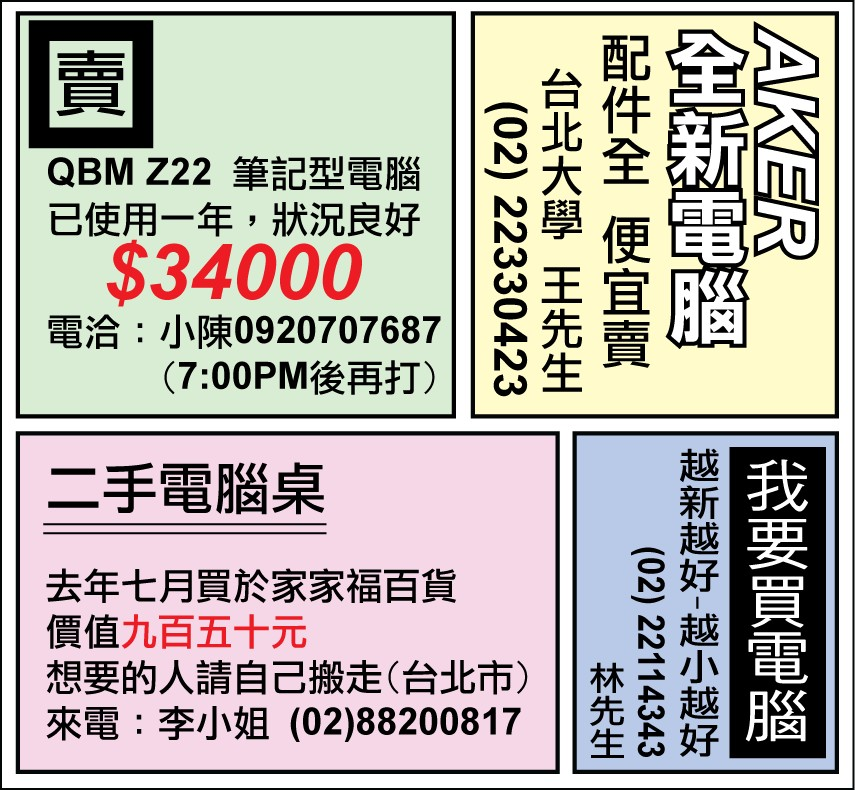 賣
QBM Z22 筆記型電腦
已使用一年，狀況良好
$34000
電洽：小陳0920707687
（7:00PM後再打）
AKER
全新電腦
配件全 便宜賣
台北大學 王先生
(02) 22330423
二手電腦桌
去年七月買於家家福百貨
價值九百五十元
想要的人請自己搬走（台北市）
來電：李小姐 (02)88200817
我要買電腦
越新越好-越小越好
(02) 22114343
林先生